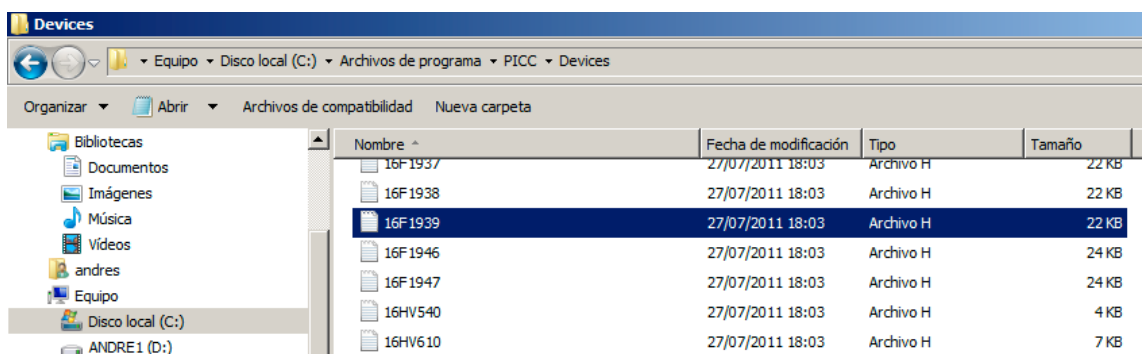 Devices
Equipo Disco local (C:) Archivos de programa PICC Devices
Organizar Abrir Archivos de compatibilidad Nueva carpeta
Bibliotecas
Documentos
Imágenes
Música
Vídeos
andres
Equipo
Disco local (C:)
ANDRE1 (D:)
Nombre Fecha de modificación Tipo Tamaño
16F1937 27/07/2011 18:03 Archivo H 22 KB
16F1938 27/07/2011 18:03 Archivo H 22 KB
16F1939 27/07/2011 18:03 Archivo H 22 KB
16F1946 27/07/2011 18:03 Archivo H 24 KB
16F1947 27/07/2011 18:03 Archivo H 24 KB
16HV540 27/07/2011 18:03 Archivo H 4 KB
16HV610 27/07/2011 18:03 Archivo H 7 KB